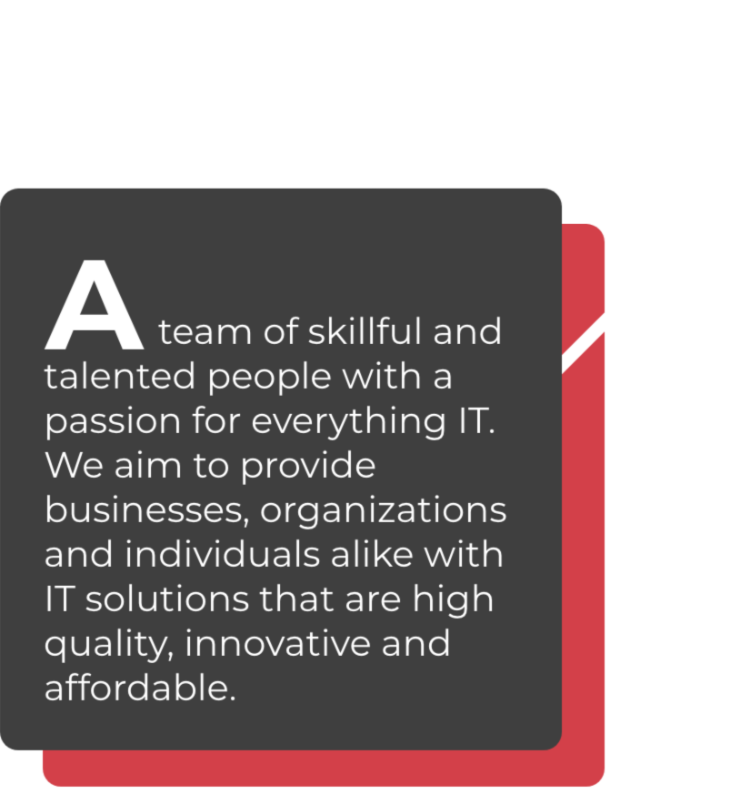 A team of skillful and
talented people with a
passion for everything IT.
We aim to provide
businesses, organizations
and individuals alike with
IT solutions that are high
quality, innovative and
affordable.